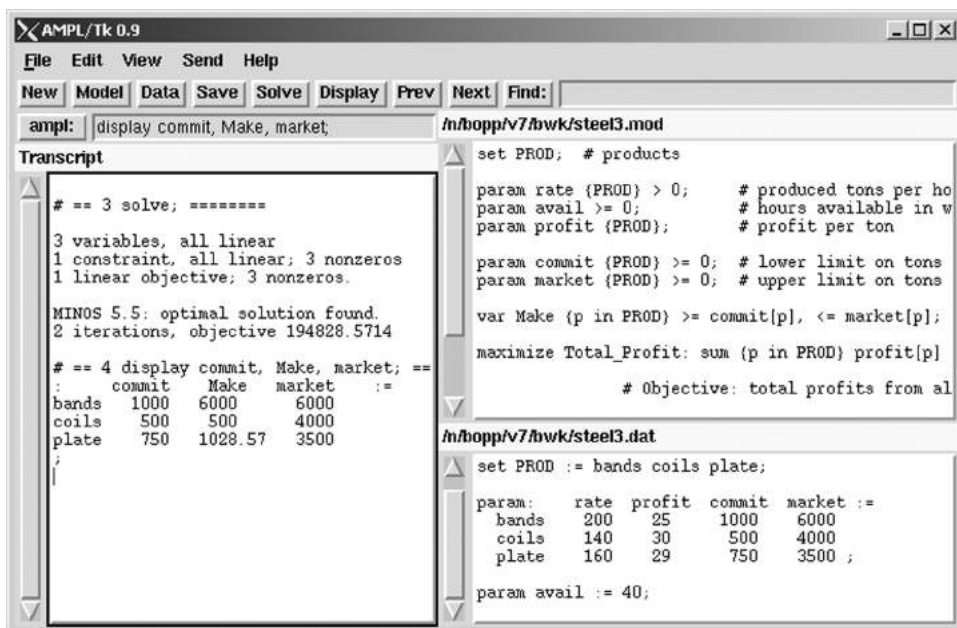 AMPL/Tk 0.9
File Edit View Send Help
New Model Data Save Solve Display Prev Next Find:
ampl: display commit, Make, market;
Transcript
# == 3 solve; ========
3 variables, all linear
1 constraint, all linear; 3 nonzeros
1 linear objective; 3 nonzeros.
MINOS 5.5: optimal solution found.
2 iterations, objective 194828.5714
# == 4 display commit, Make, market; ==
: commit Make market :=
bands 1000 6000 6000
coils 500 500 4000
plate 750 1028.57 3500
;
/n/bopp/v7/bwk/steel3.mod
set PROD; # products
param rate {PROD} > 0; # produced tons per ho
param avail >= 0; # hours available in w
param profit {PROD}; # profit per ton
param commit {PROD} >= 0; # lower limit on tons
param market {PROD} >= 0; # upper limit on tons
var Make {p in PROD} >= commit[p], <= market[p];
maximize Total_Profit: sum {p in PROD} profit[p]
# Objective: total profits from al
/n/bopp/v7/bwk/steel3.dat
set PROD := bands coils plate;
param: rate profit commit market :=
bands 200 25 1000 6000
coils 140 30 500 4000
plate 160 29 750 3500 ;
param avail := 40;